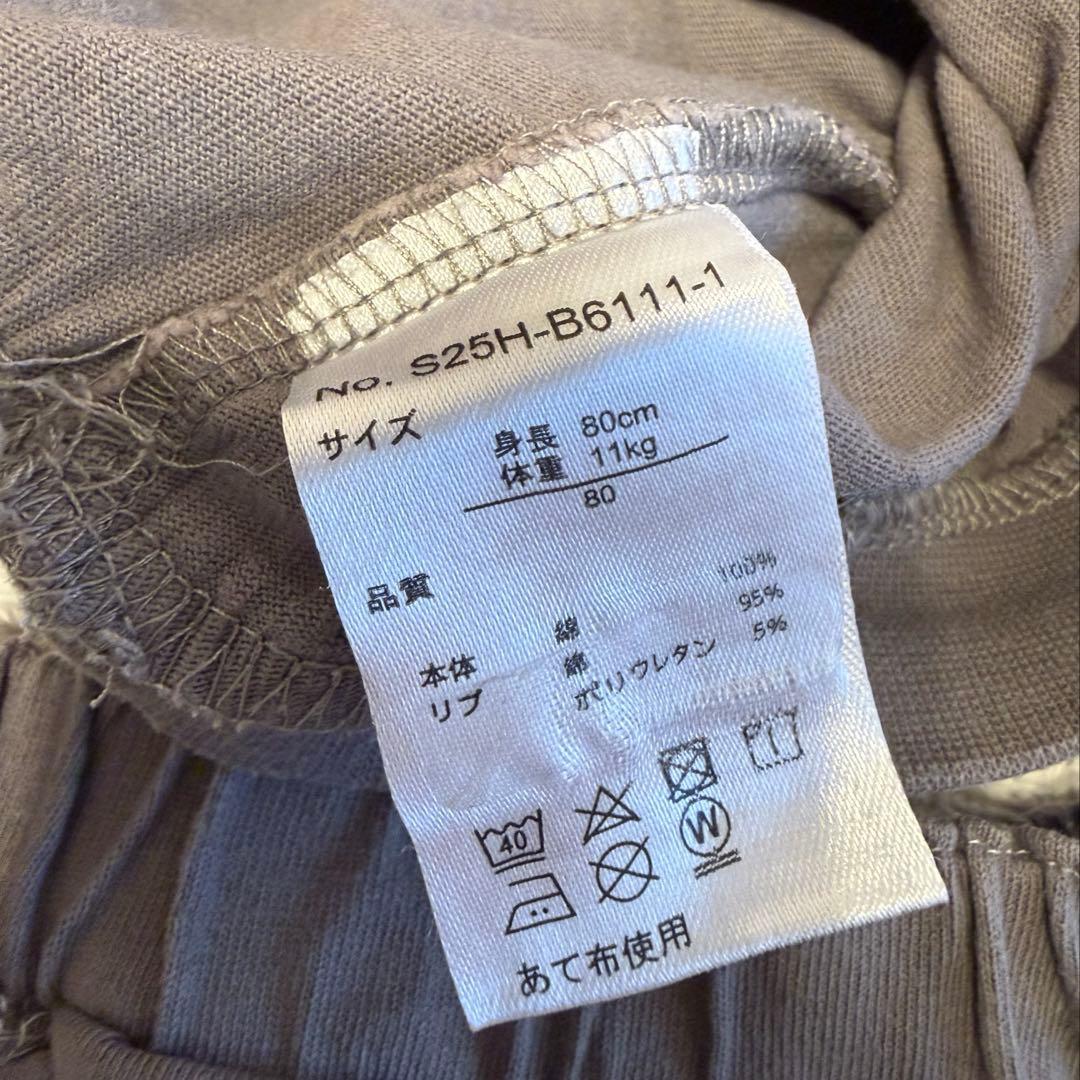 No. S25H-B6111-1
サイズ
身長 80cm
体重 11kg
80
品質
本体 綿 100%
リブ 綿 95%
ポリウレタン 5%
40
W
あて布使用